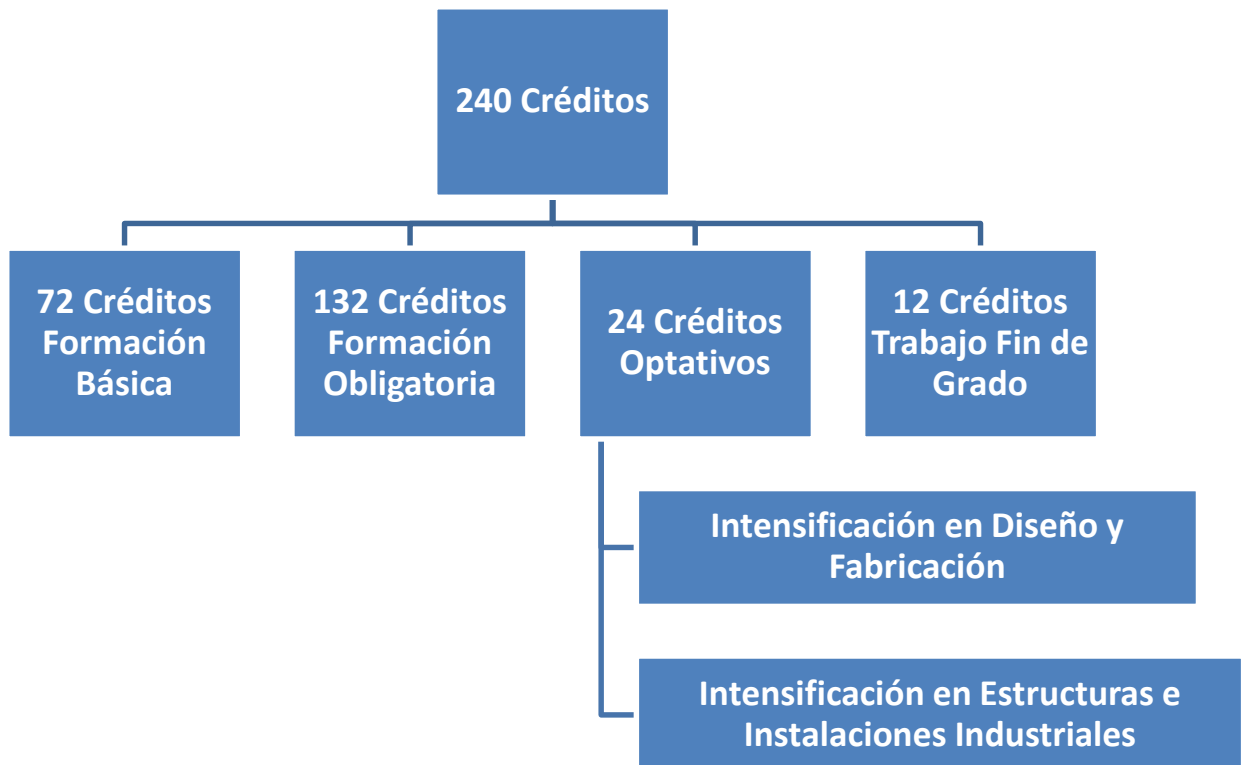 240 Créditos
72 Créditos
Formación
Básica
132 Créditos
Formación
Obligatoria
24 Créditos
Optativos
12 Créditos
Trabajo Fin de
Grado
Intensificación en Diseño y
Fabricación
Intensificación en Estructuras e
Instalaciones Industriales